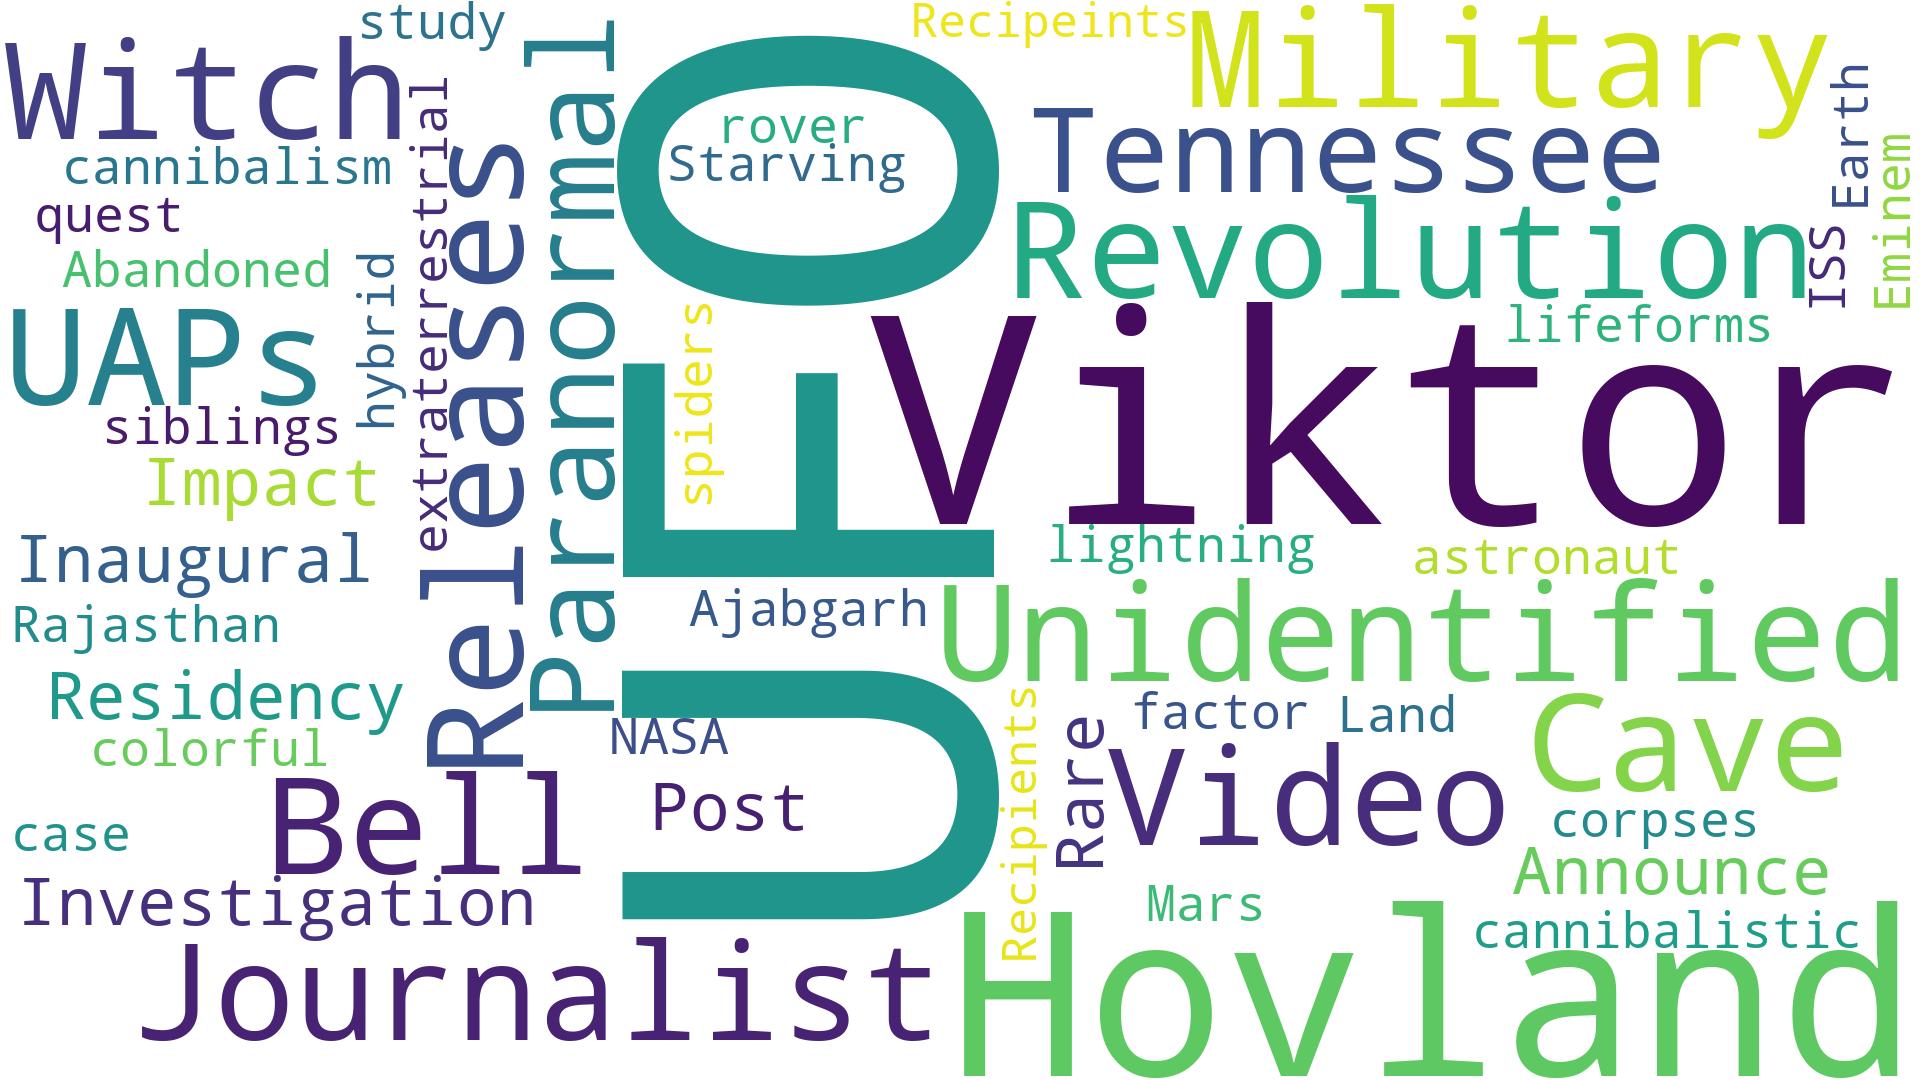 study
Recipeints
Military
Witch
Paranormal
UFO
rover
Starving
Tennessee
Earth
Eminem
cannibalism
extraterrestrial
Releases
quest
Revolution
ISS
Abandoned
hybrid
UAPs
spiders
Viktor
lifeforms
siblings
Impact
Inaugural
lightning
astronaut
Rajasthan
Ajabgarh
Unidentified
Residency
NASA
Recipients
Rare
factor
Land
Cave
colorful
Bell
Post
Video
case
corpses
Investigation
Announce
Mars
cannibalistic
Journalist
Hovland